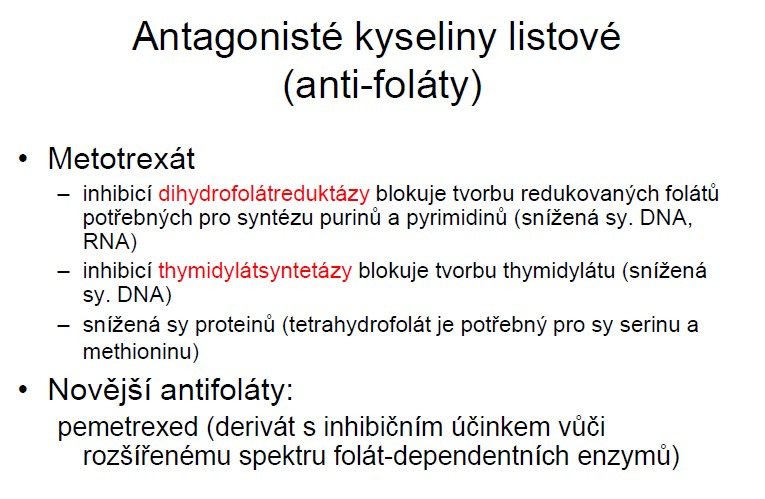 Antagonisté kyseliny listové
(anti-foláty)
• Metotrexát
– inhibicí dihydrofolátreduktázy blokuje tvorbu redukovaných folátů
potřebných pro syntézu purinů a pyrimidinů (snížená sy. DNA,
RNA)
– inhibicí thymidylátsyntetázy blokuje tvorbu thymidylátu (snížená
sy. DNA)
– snížená sy proteinů (tetrahydrofolát je potřebný pro sy serinu a
methioninu)
• Novější antifoláty:
pemetrexed (derivát s inhibičním účinkem vůči
rozšířenému spektru folát-dependentních enzymů)